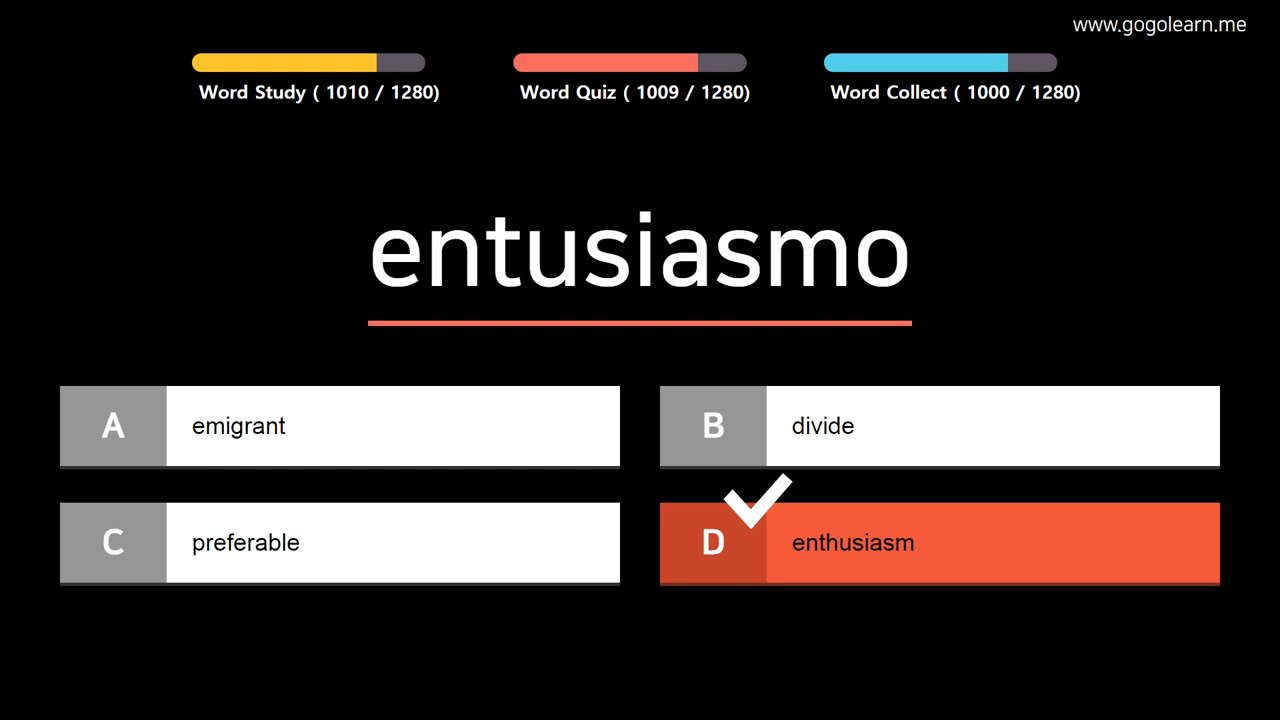 www.gogolearn.me
Word Study ( 1010 / 1280)
Word Quiz ( 1009 / 1280)
Word Collect ( 1000 / 1280)
entusiasmo
A emigrant
B divide
C preferable
D enthusiasm